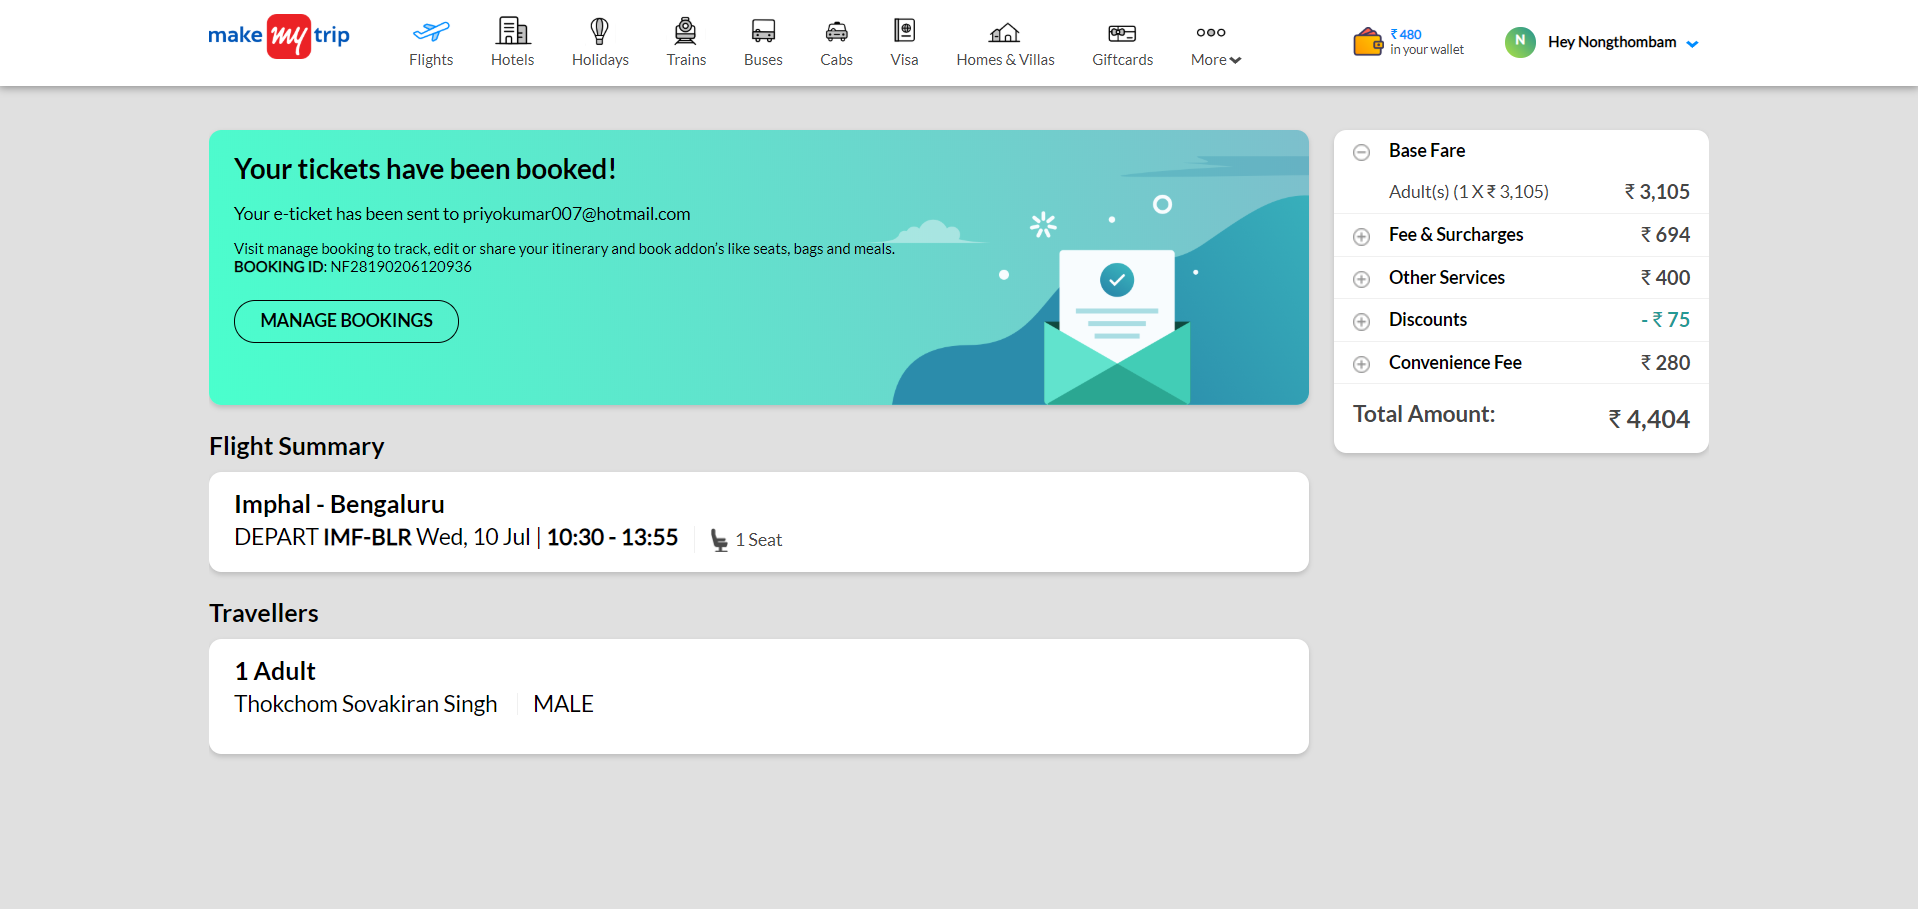 make my trip
Flights
Hotels
Holidays
Trains
Buses
Cabs
Visa
Homes & Villas
Giftcards
More
₹ 480
in your wallet
N
Hey Nongthombam
Your tickets have been booked!
Your e-ticket has been sent to priyokumar007@hotmail.com
Visit manage booking to track, edit or share your itinerary and book addon's like seats, bags and meals.
BOOKING ID: NF28190206120936
MANAGE BOOKINGS
Base Fare
Adult(s) (1 X ₹ 3,105) ₹ 3,105
Fee & Surcharges ₹ 694
Other Services ₹ 400
Discounts - ₹ 75
Convenience Fee ₹ 280
Total Amount: ₹ 4,404
Flight Summary
Imphal - Bengaluru
DEPART IMF-BLR Wed, 10 Jul | 10:30 - 13:55 1 Seat
Travellers
1 Adult
Thokchom Sovakiran Singh MALE